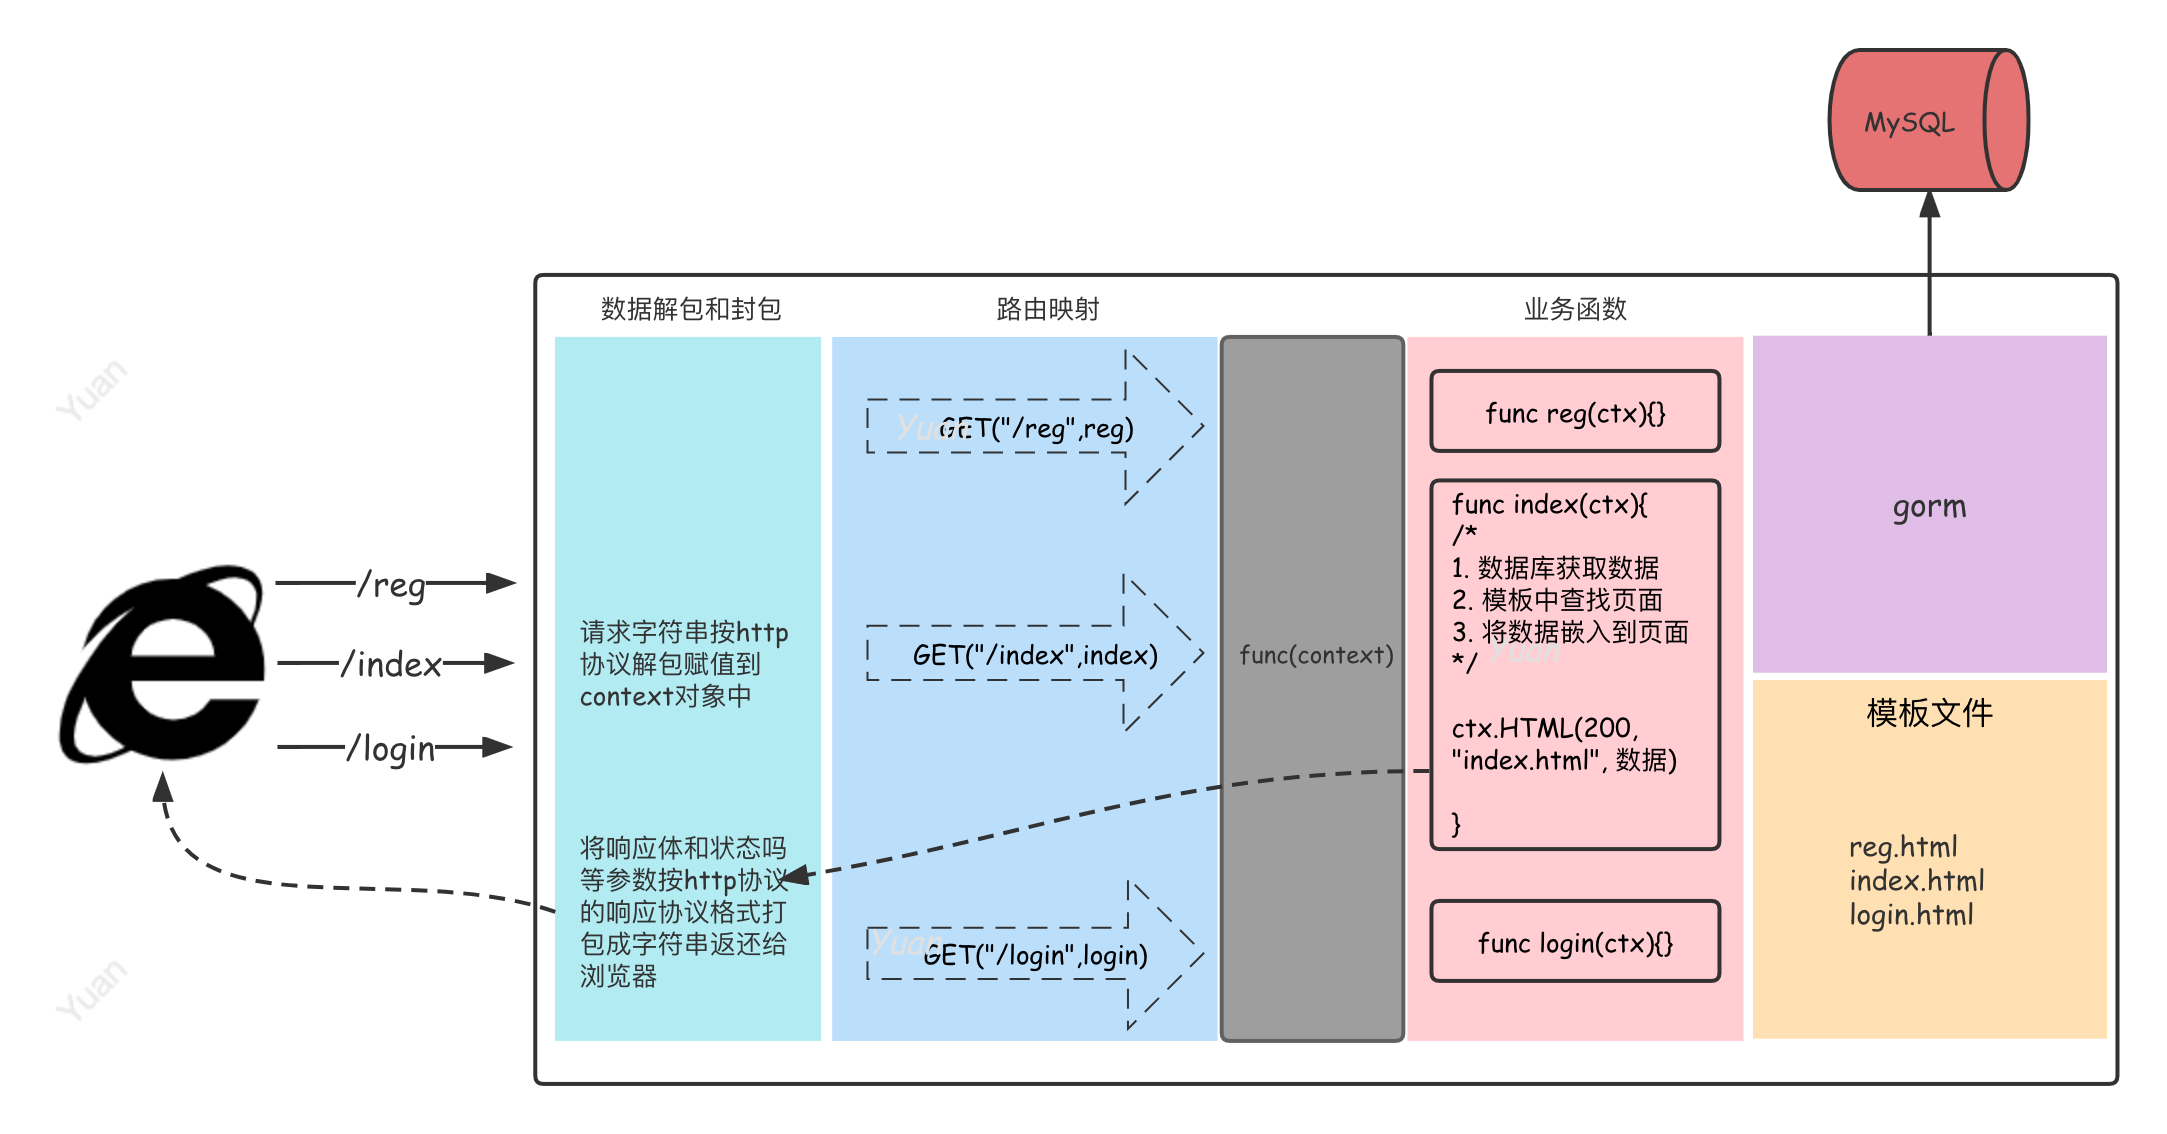 MySQL
数据解包和封包
路由映射
业务函数
Yuan
/reg
/index
/login
请求字符串按http
协议解包赋值到
context对象中
将响应体和状态吗
等参数按http协议
的响应协议格式打
包成字符串返还给
浏览器
Yuan
Yuan
GET("/reg",reg)
GET("/index",index)
Yuan
GET("/login",login)
func(context)
func reg(ctx){}
func index(ctx){
/*
1. 数据库获取数据
2. 模板中查找页面
3. 将数据嵌入到页面
*/
Yuan
ctx.HTML(200,
"index.html", 数据)
}
func login(ctx){}
gorm
模板文件
reg.html
index.html
login.html